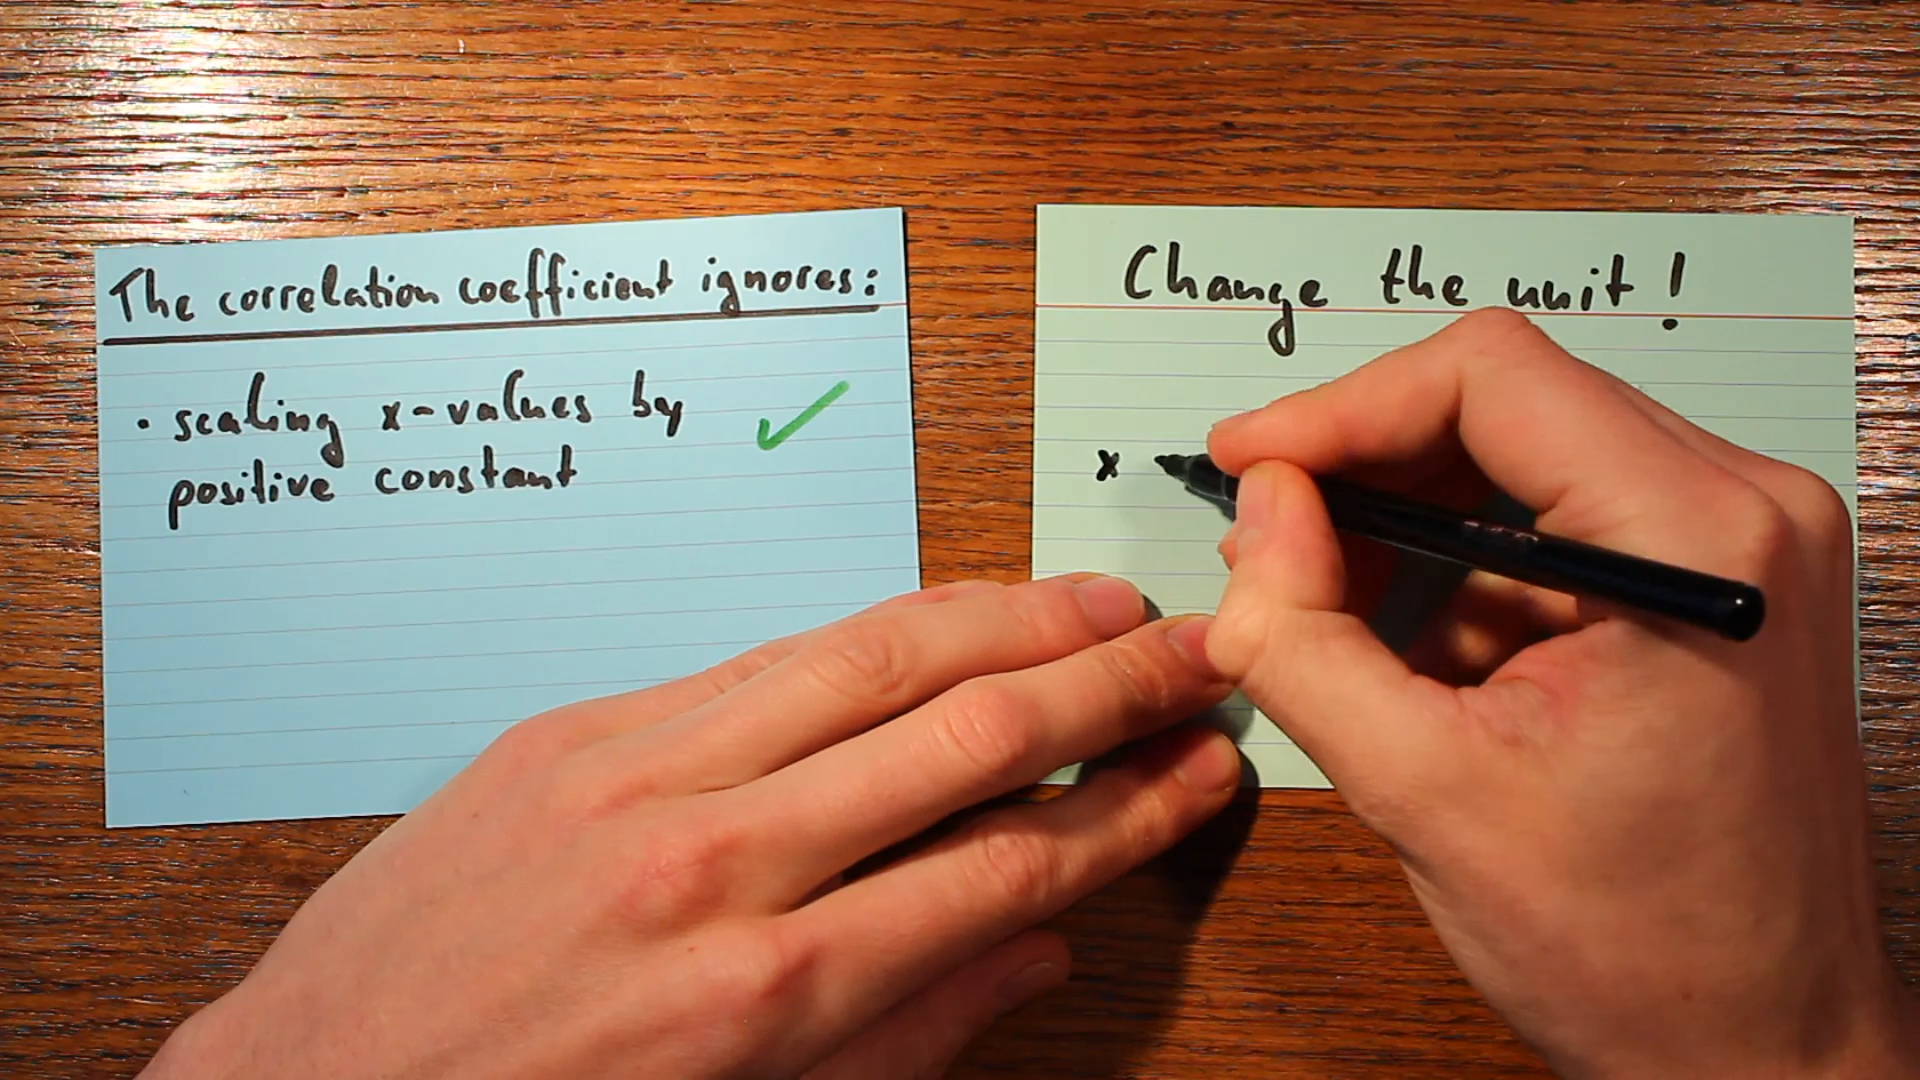 The correlation coefficient ignores:
· scaling x-values by
positive constant
Change the unit!
x